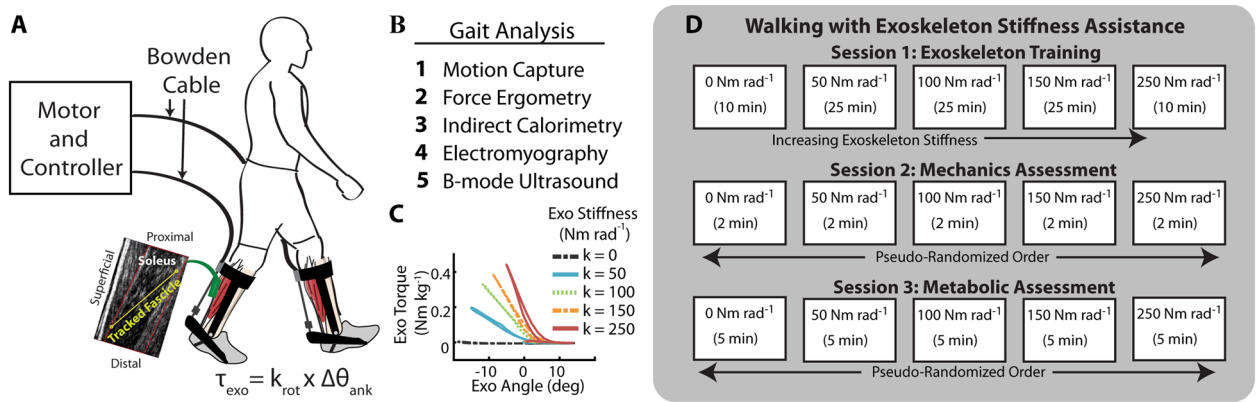 A
Bowden
Cable
Motor
and
Controller
Proximal
Superficial
Soleus
Tracked Fascicle
Distal
τexo = krot x Δθank
B
Gait Analysis
1 Motion Capture
2 Force Ergometry
3 Indirect Calorimetry
4 Electromyography
5 B-mode Ultrasound
C
Exo Stiffness
(Nm rad-1)
k = 0
k = 50
k = 100
k = 150
k = 250
Exo Torque
(Nm kg-1)
0.4
0.2
0
-10 0 10
Exo Angle (deg)
D
Walking with Exoskeleton Stiffness Assistance
Session 1: Exoskeleton Training
0 Nm rad-1 50 Nm rad-1 100 Nm rad-1 150 Nm rad-1 250 Nm rad-1
(10 min) (25 min) (25 min) (25 min) (10 min)
Increasing Exoskeleton Stiffness
Session 2: Mechanics Assessment
0 Nm rad-1 50 Nm rad-1 100 Nm rad-1 150 Nm rad-1 250 Nm rad-1
(2 min) (2 min) (2 min) (2 min) (2 min)
Pseudo-Randomized Order
Session 3: Metabolic Assessment
0 Nm rad-1 50 Nm rad-1 100 Nm rad-1 150 Nm rad-1 250 Nm rad-1
(5 min) (5 min) (5 min) (5 min) (5 min)
Pseudo-Randomized Order